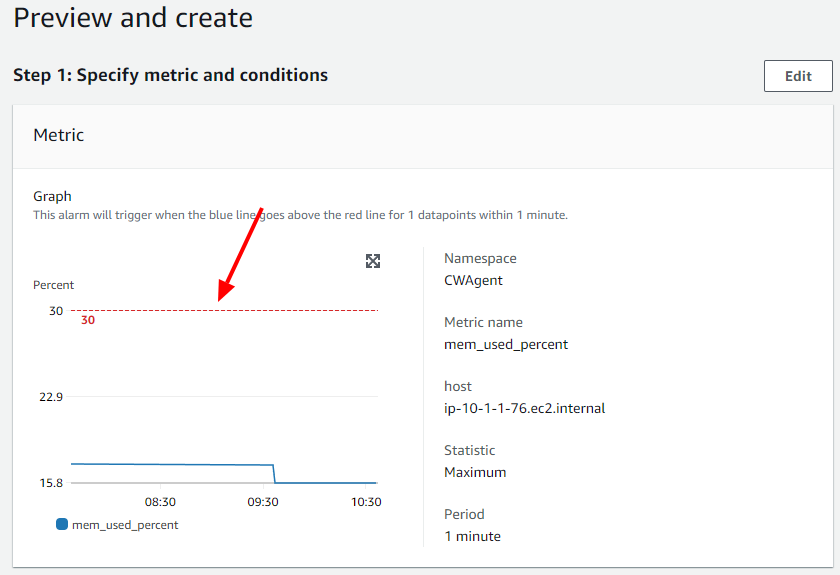 Preview and create
Step 1: Specify metric and conditions
Edit
Metric
Graph
This alarm will trigger when the blue line goes above the red line for 1 datapoints within 1 minute.
Percent
30
30
22.9
15.8
08:30 09:30 10:30
mem_used_percent
Namespace
CWAgent
Metric name
mem_used_percent
host
ip-10-1-1-76.ec2.internal
Statistic
Maximum
Period
1 minute